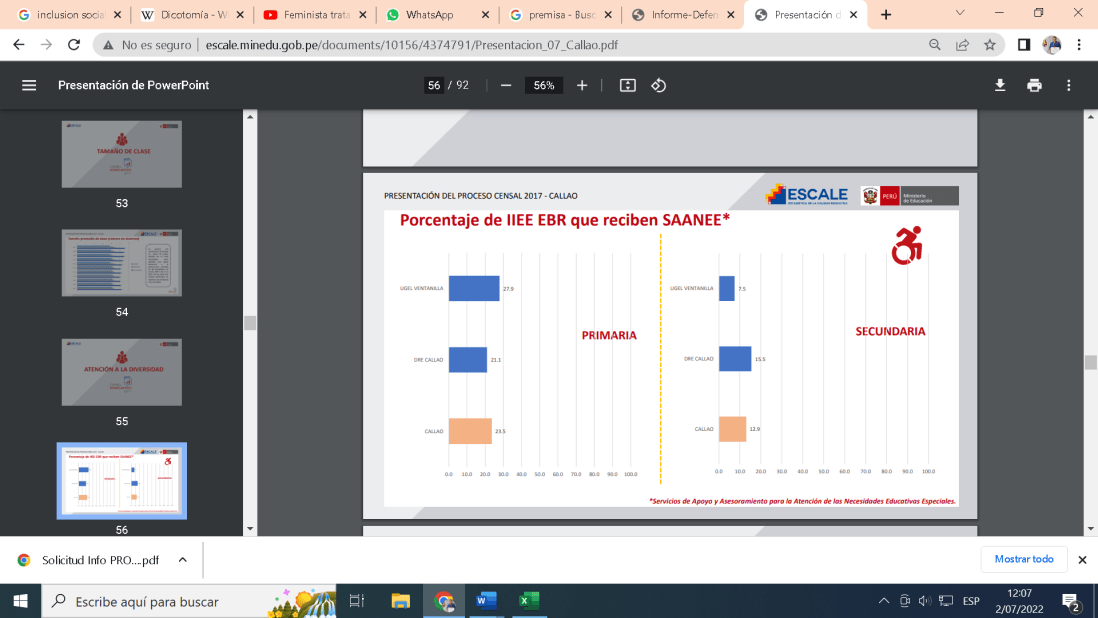 inclusion social
Dicotomía - Wi
Feminista trata
WhatsApp
premisa - Busc
Informe-Defen
Presentación d
No es seguro
escale.minedu.gob.pe/documents/10156/4374791/Presentacion_07_Callao.pdf
Presentación de PowerPoint
56 / 92
56%
TAMAÑO DE CLASE
53
54
ATENCIÓN A LA DIVERSIDAD
55
56
PRESENTACIÓN DEL PROCESO CENSAL 2017 - CALLAO
ESCALE
PERÚ
Ministerio
de Educación
Porcentaje de IIEE EBR que reciben SAANEE*
UGEL VENTANILLA
27.9
DRE CALLAO
21.1
CALLAO
23.5
PRIMARIA
0.0 10.0 20.0 30.0 40.0 50.0 60.0 70.0 80.0 90.0 100.0
UGEL VENTANILLA
7.5
DRE CALLAO
15.5
CALLAO
12.9
SECUNDARIA
0.0 10.0 20.0 30.0 40.0 50.0 60.0 70.0 80.0 90.0 100.0
*Servicios de Apoyo y Asesoramiento para la Atención de las Necesidades Educativas Especiales.
Solicitud Info PRO....pdf
Mostrar todo
Escribe aquí para buscar
ESP
12:07
2/07/2022
2